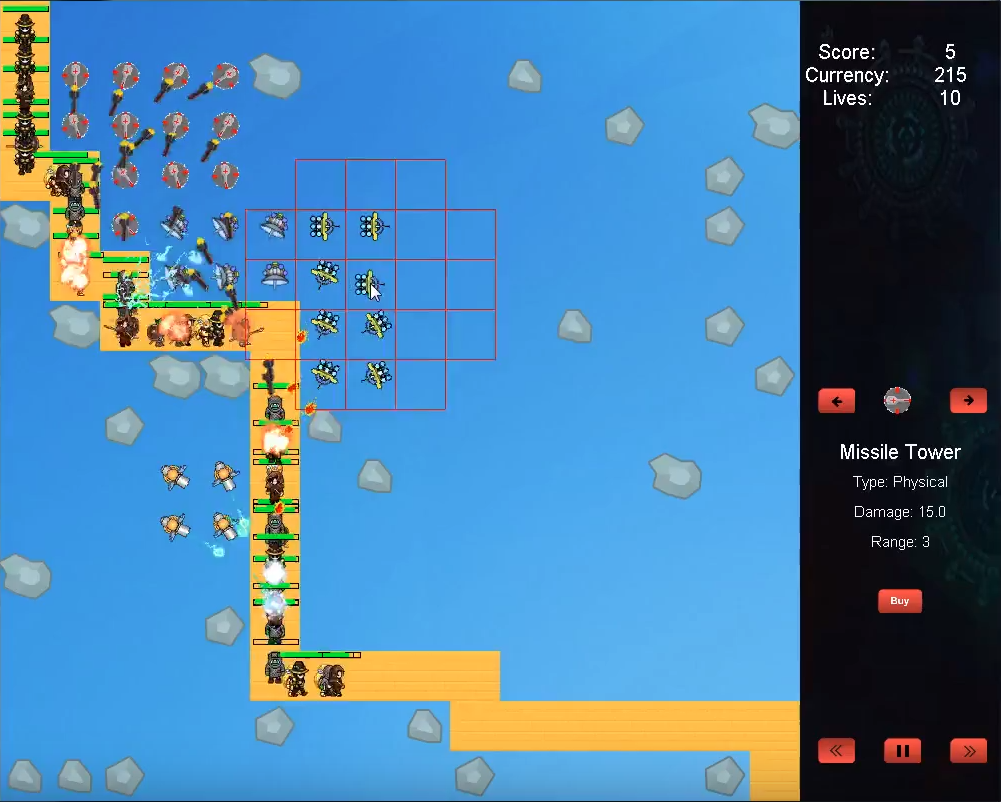 Score: 5
Currency: 215
Lives: 10
Missile Tower
Type: Physical
Damage: 15.0
Range: 3
Buy